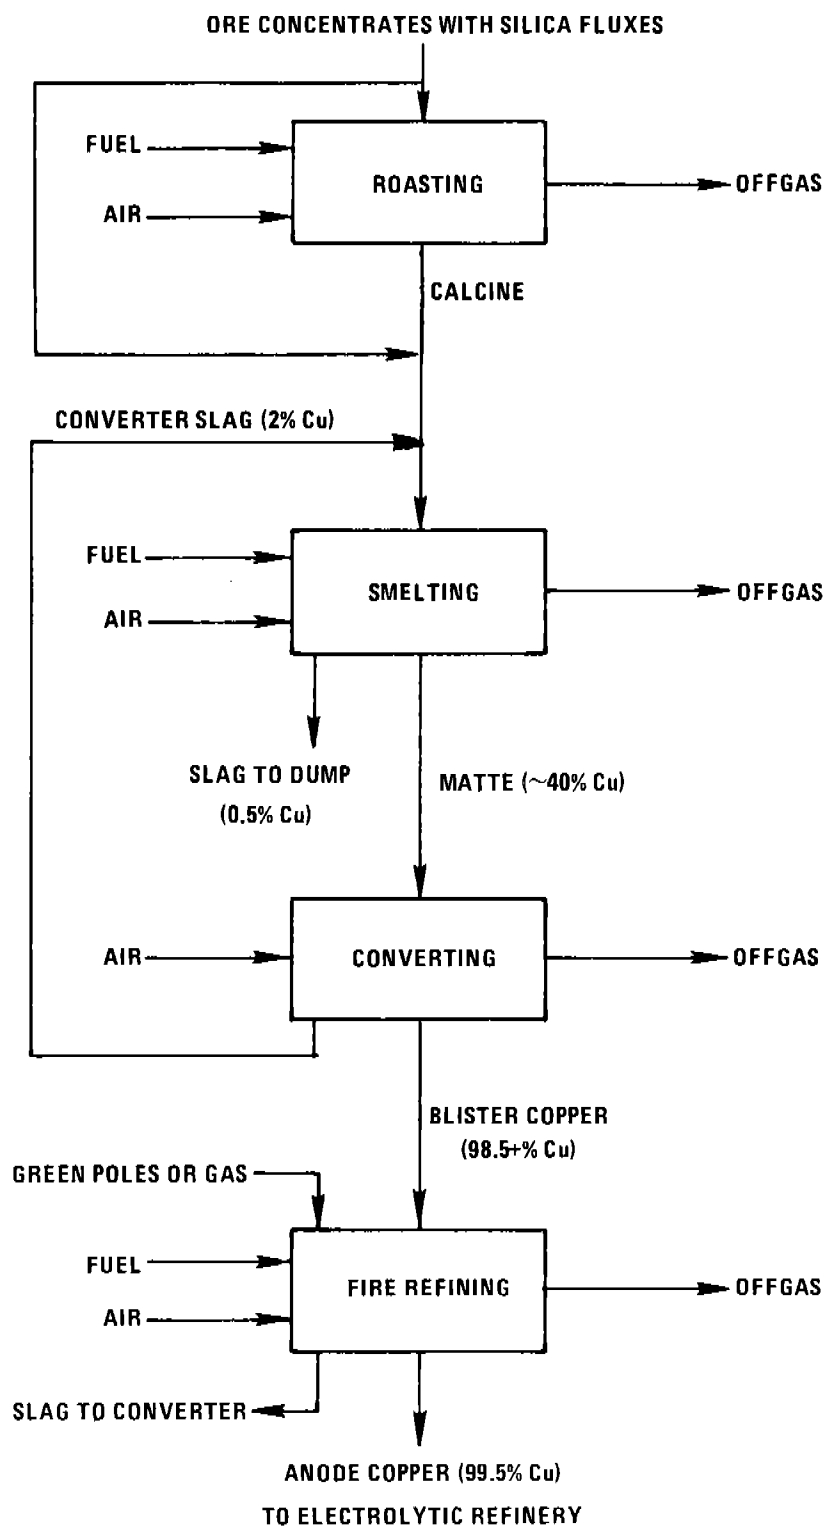 ORE CONCENTRATES WITH SILICA FLUXES
FUEL
ROASTING
OFFGAS
AIR
CALCINE
CONVERTER SLAG (2% Cu)
FUEL
SMELTING
OFFGAS
AIR
SLAG TO DUMP
(0.5% Cu)
MATTE (~40% Cu)
AIR
CONVERTING
OFFGAS
BLISTER COPPER
(98.5+% Cu)
GREEN POLES OR GAS
FUEL
FIRE REFINING
OFFGAS
AIR
SLAG TO CONVERTER
ANODE COPPER (99.5% Cu)
TO ELECTROLYTIC REFINERY